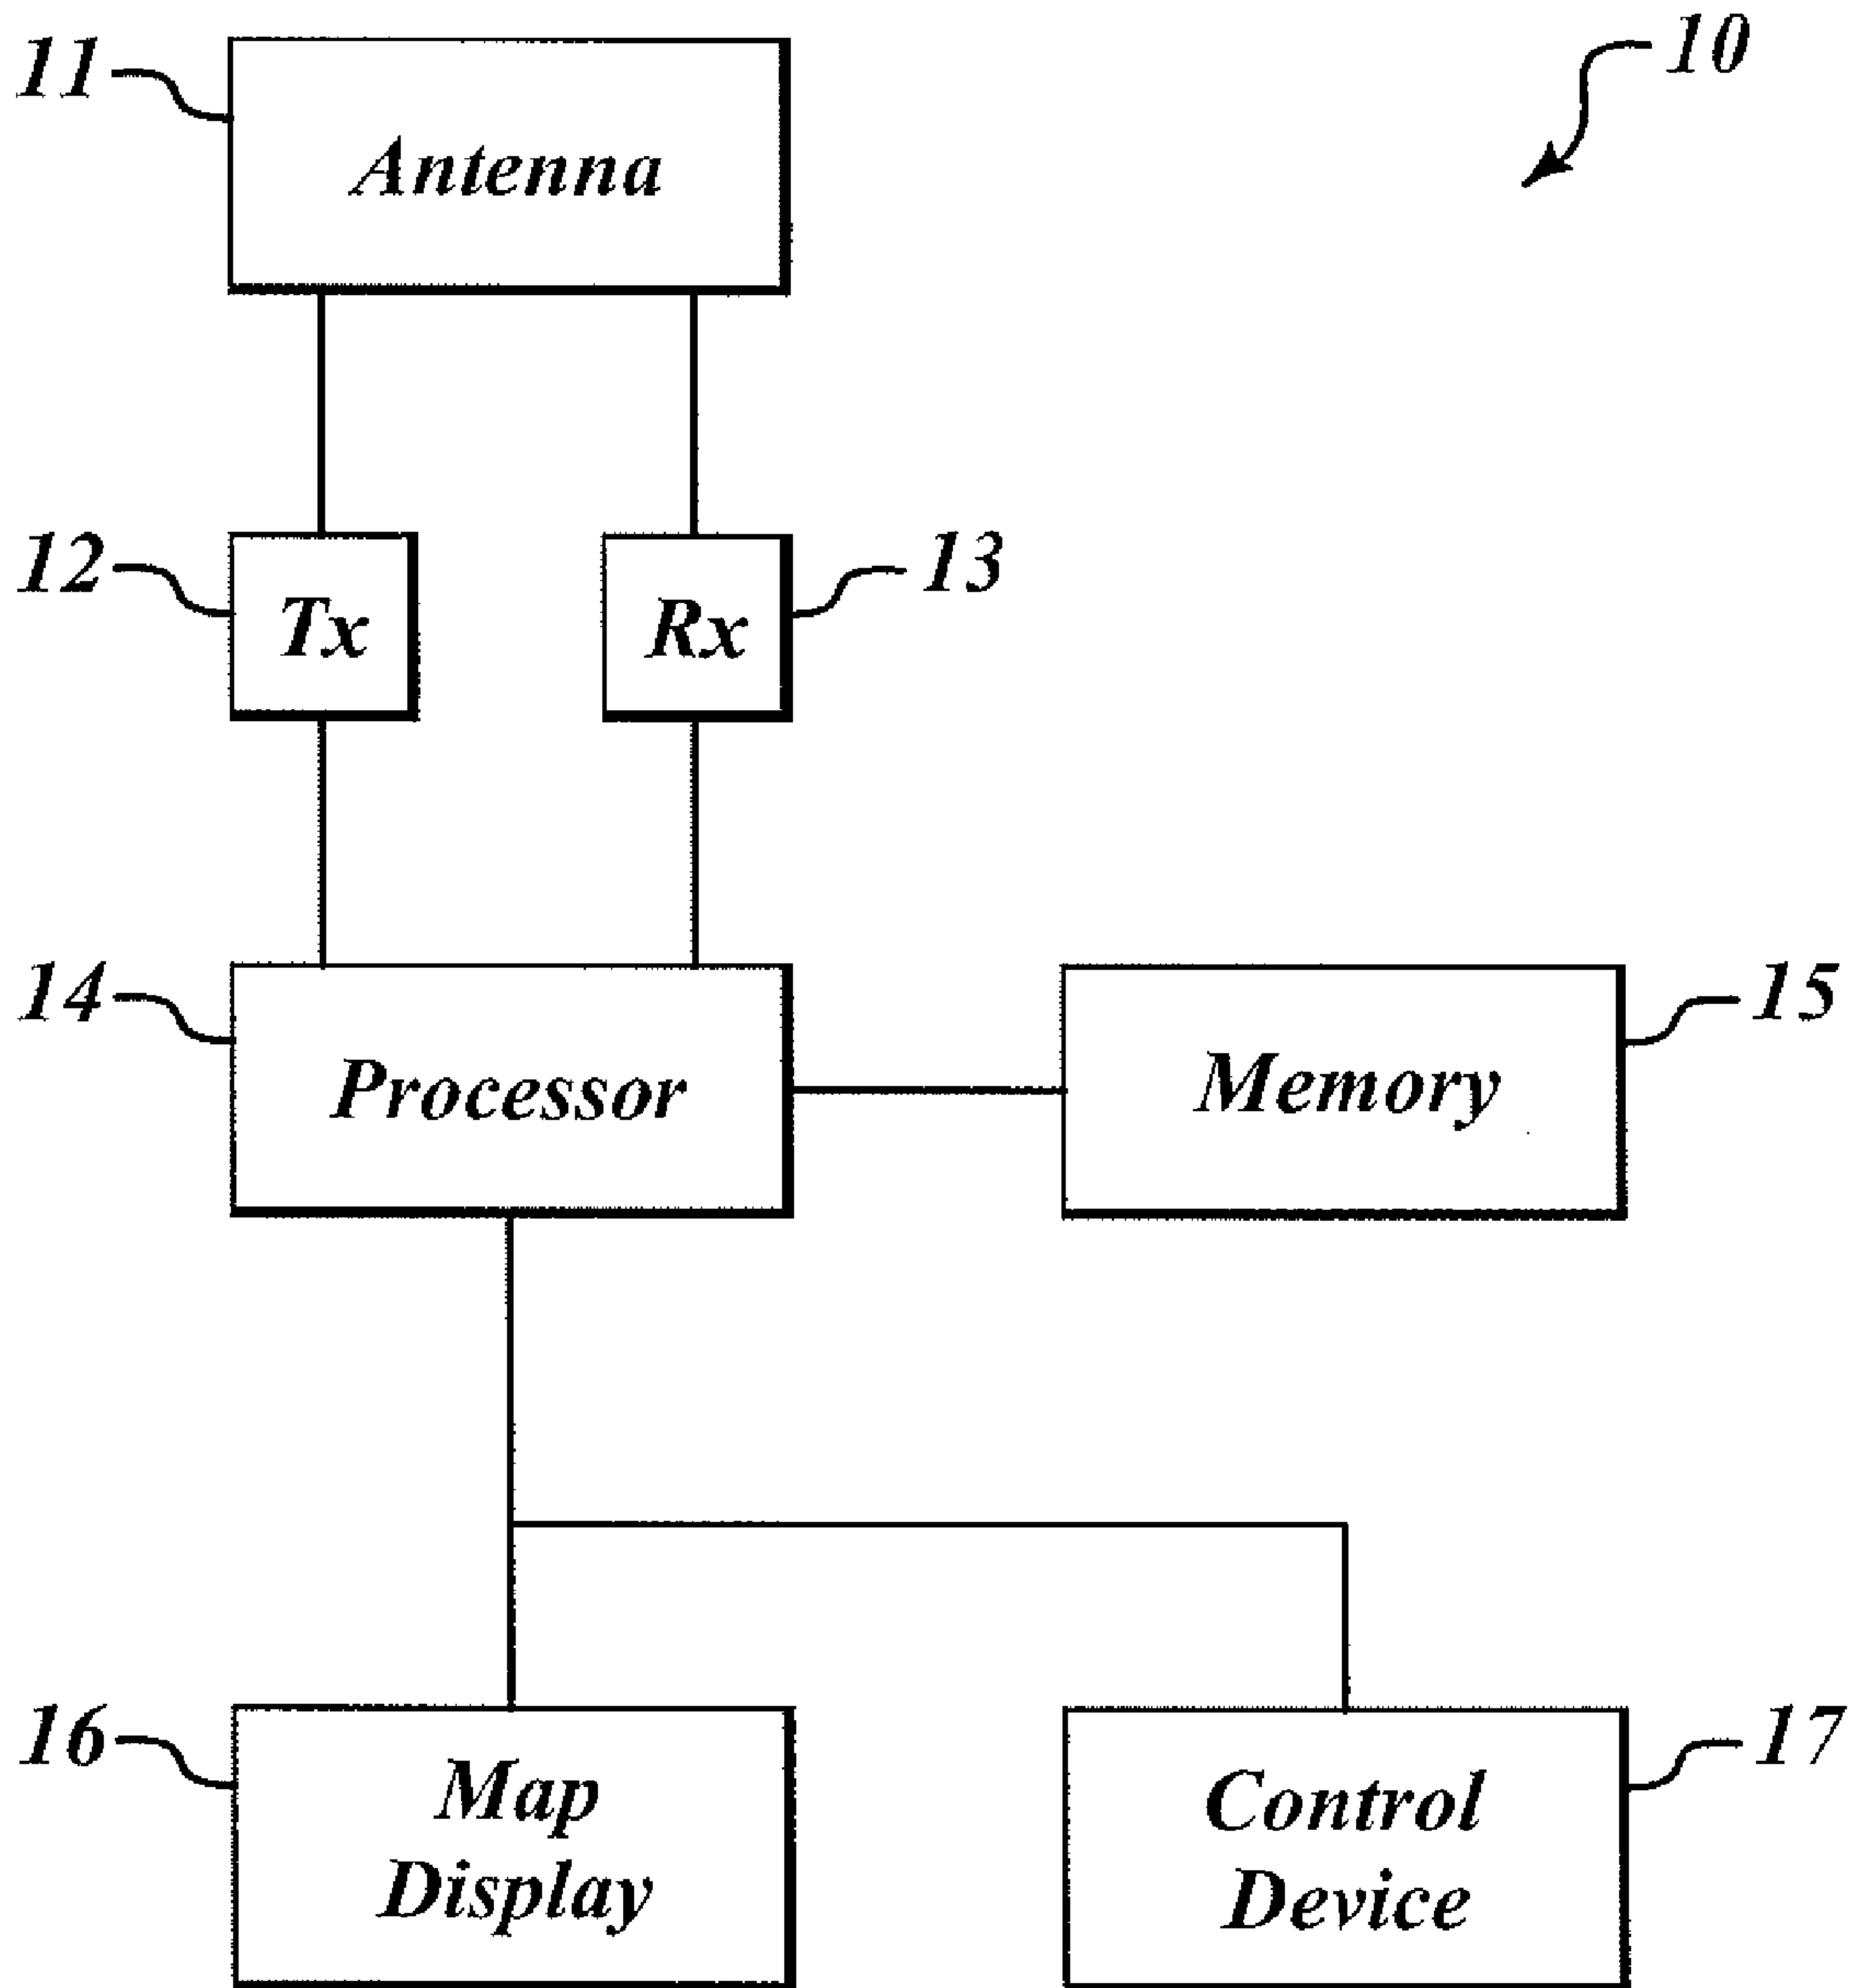 11
Antenna
10
12
Tx
Rx
13
14
Processor
Memory
15
16
Map
Display
Control
Device
17